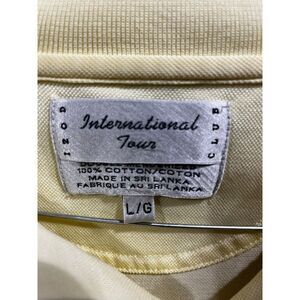 IZOD
International
Tour
CLUB
100% COTTON/COTON
MADE IN SRI LANKA
FABRIQUE AU SRI LANKA
L/G